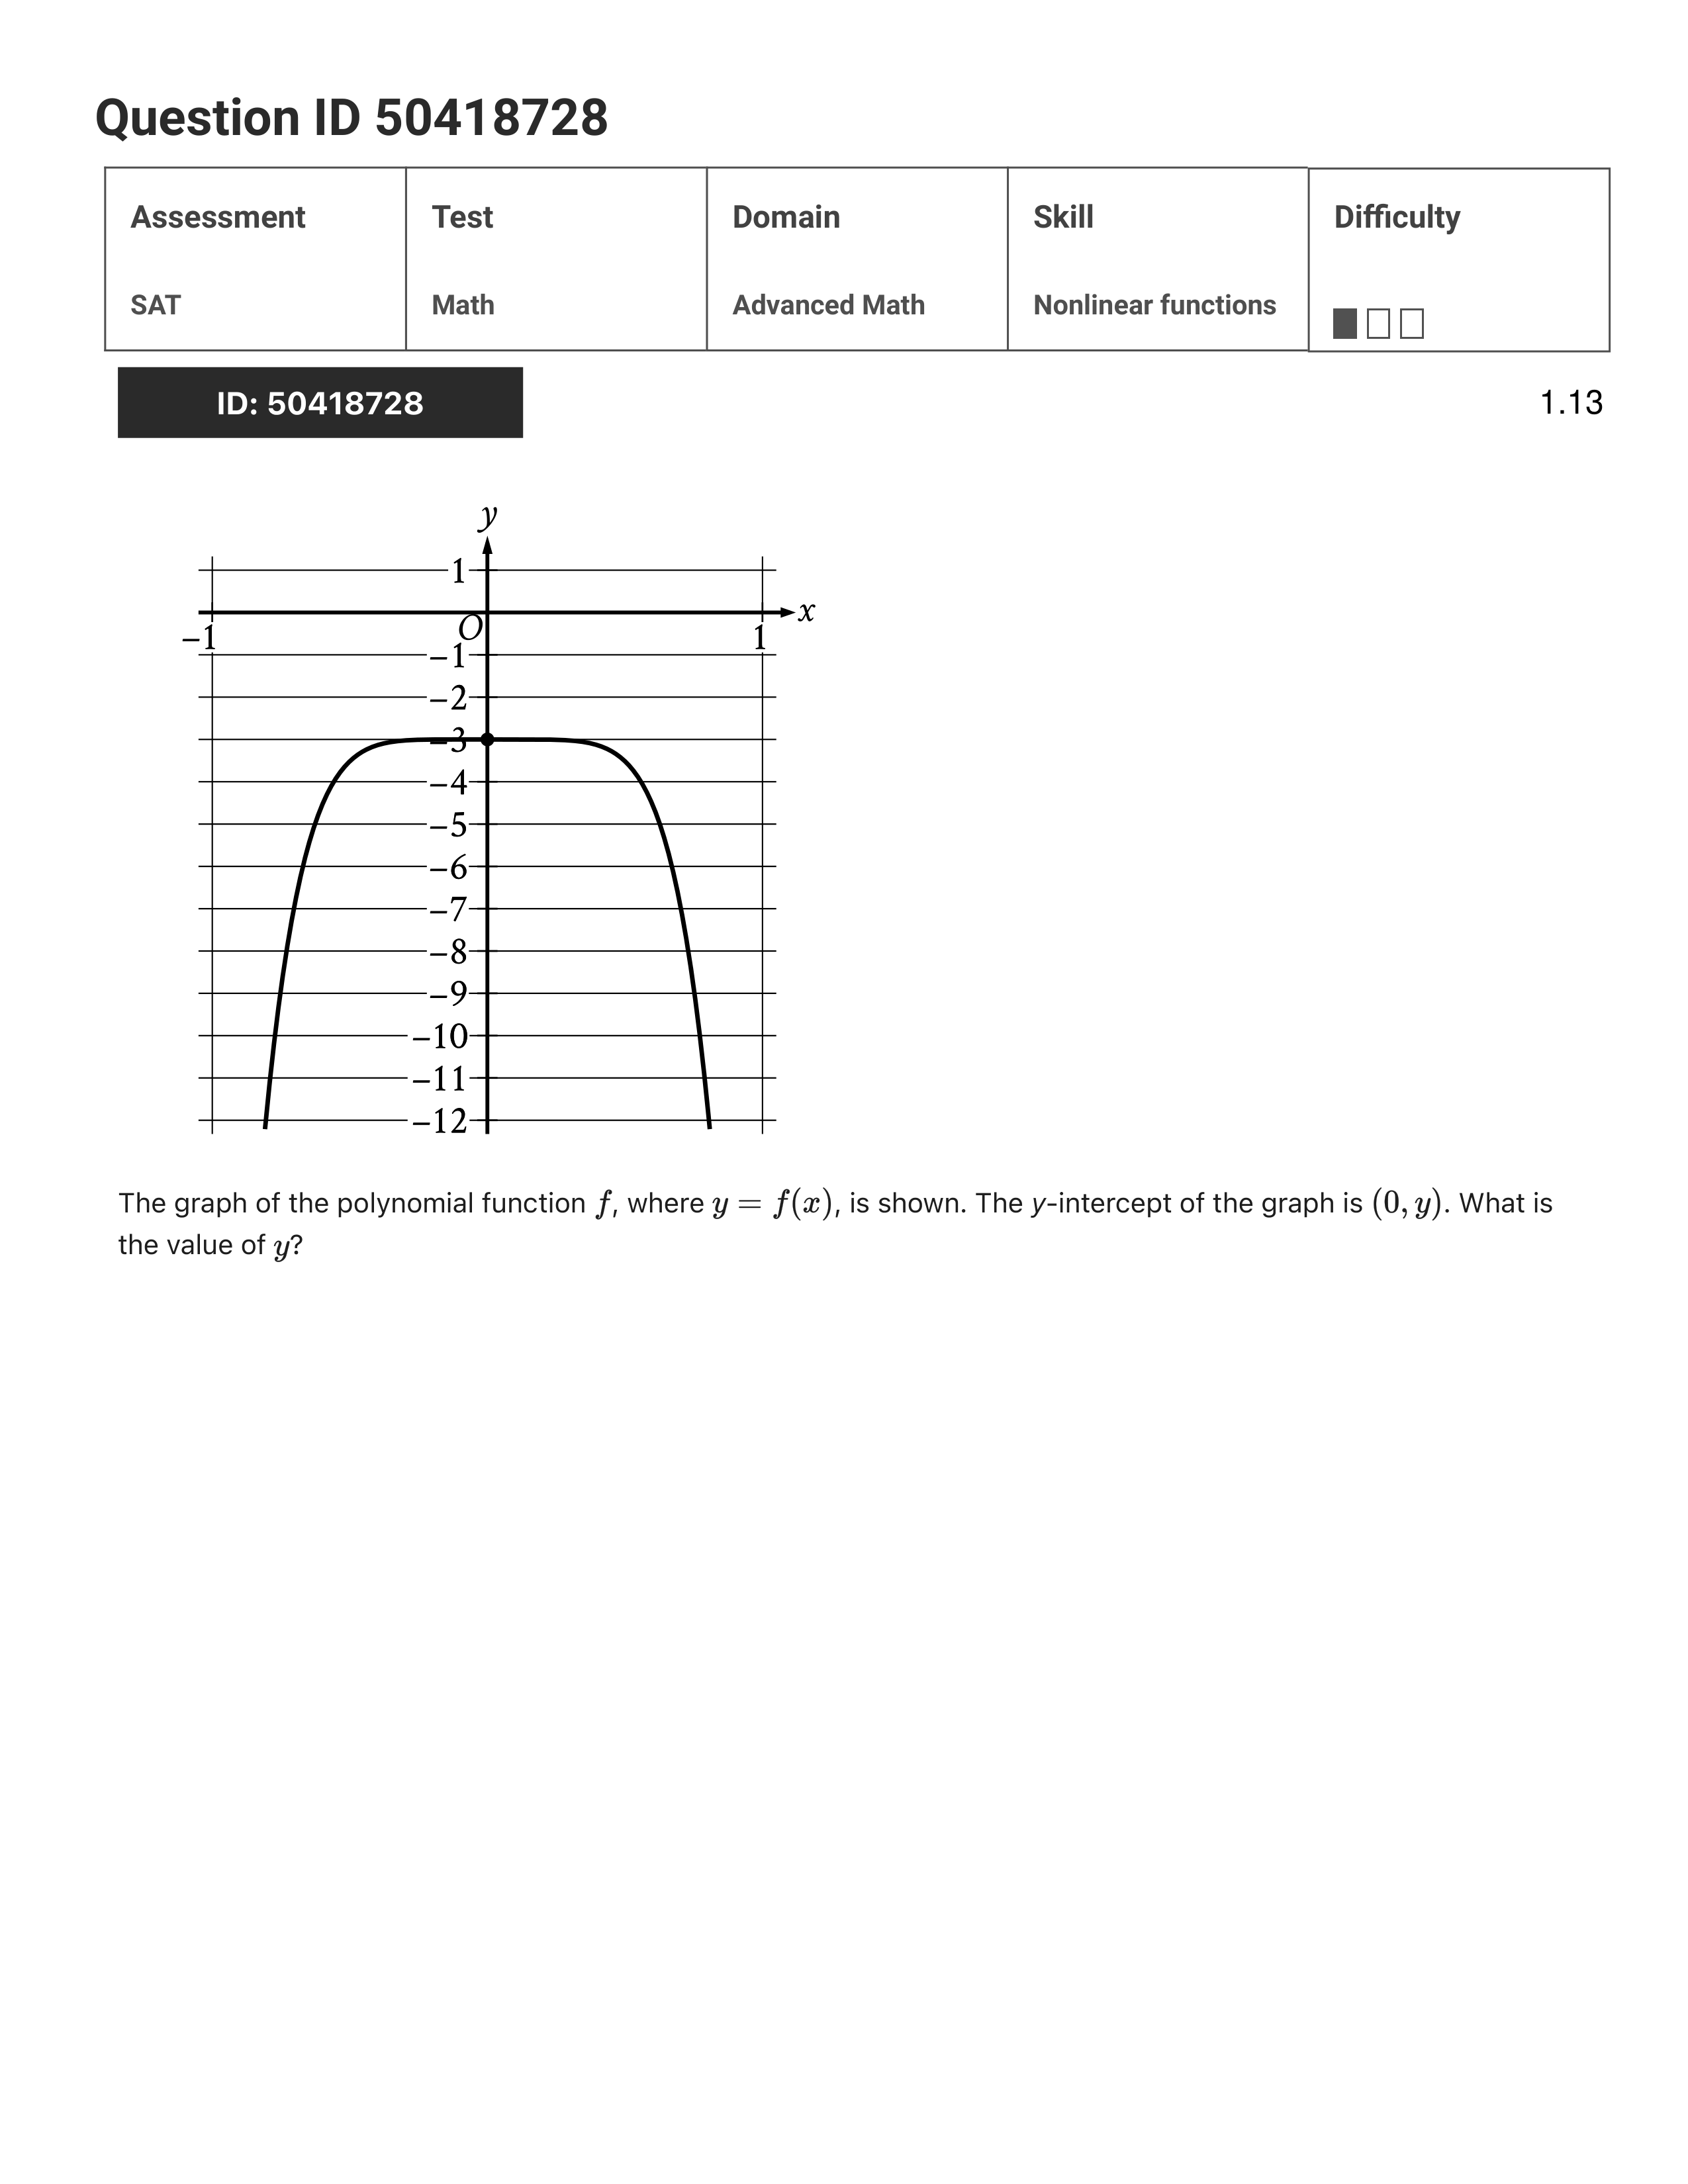 Question ID 50418728
Assessment Test Domain Skill Difficulty
SAT Math Advanced Math Nonlinear functions
ID: 50418728 1.13
y
1
O x
−1 1
−1
−2
−3
−4
−5
−6
−7
−8
−9
−10
−11
−12
The graph of the polynomial function f, where y = f(x), is shown. The y-intercept of the graph is (0, y). What is
the value of y?